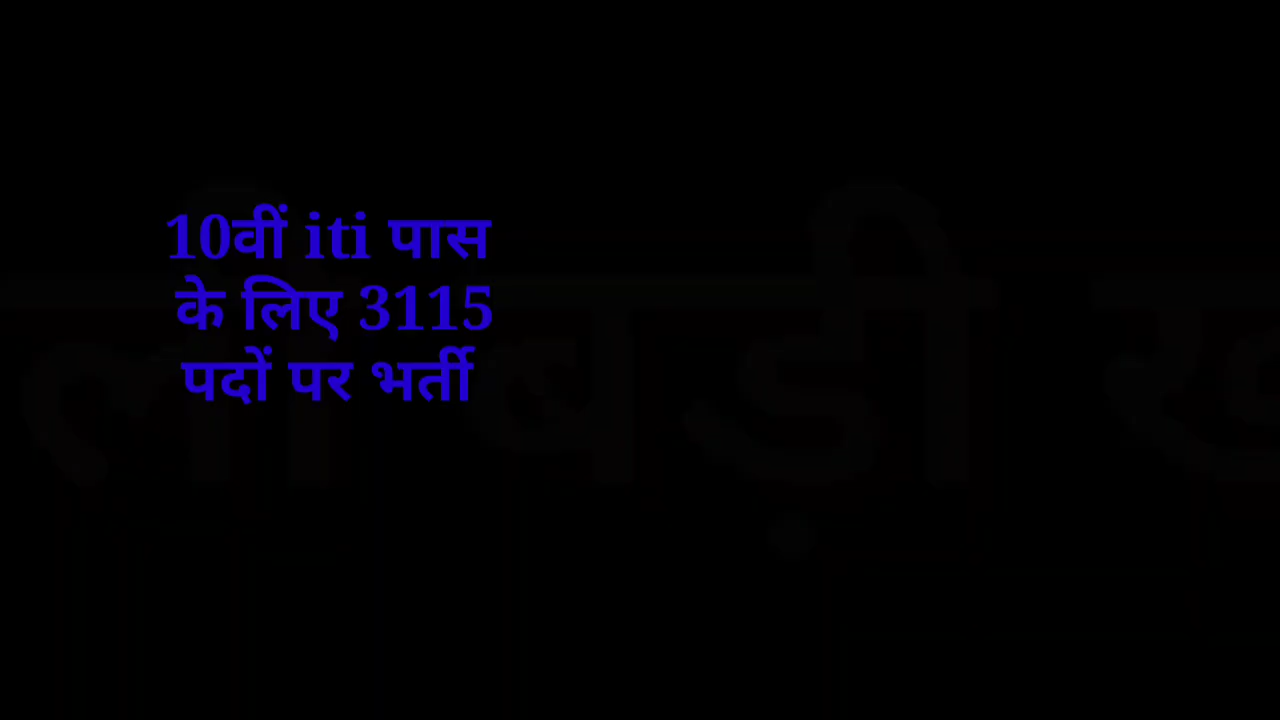 10वीं iti पास
के लिए 3115
पदों पर भर्ती